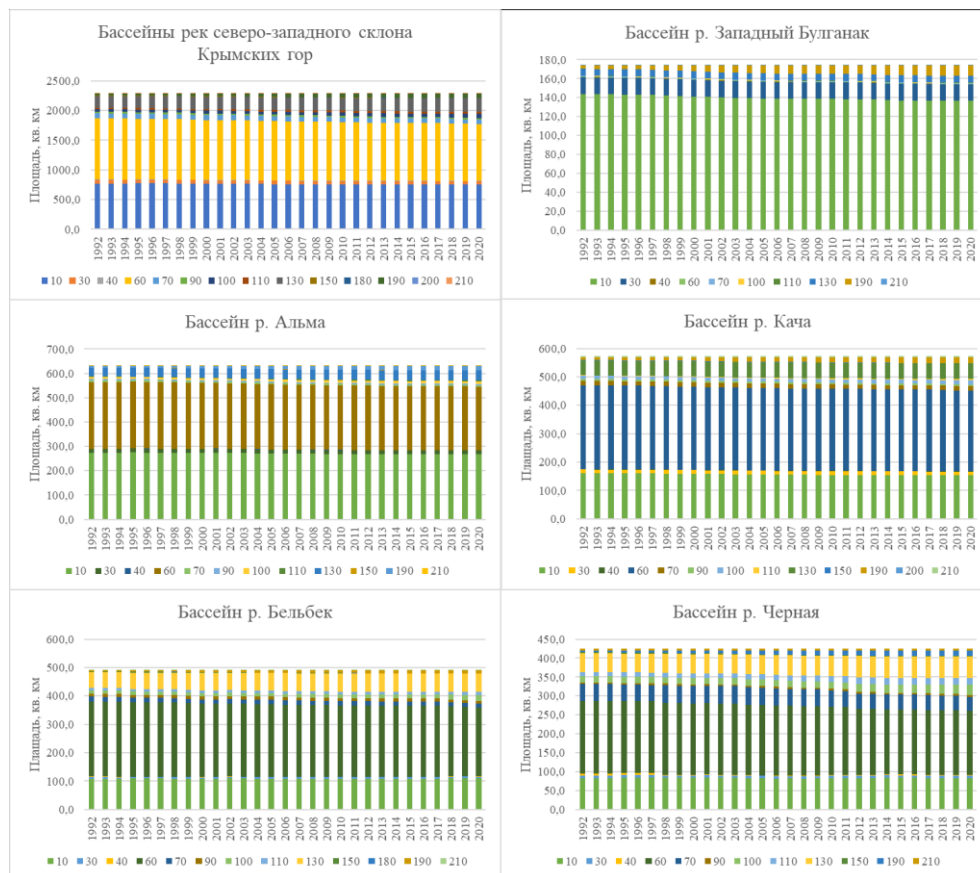 Бассейны рек северо-западного склона
Крымских гор
Площадь, кв. км
2500,0
2000,0
1500,0
1000,0
500,0
0,0
1992 1993 1994 1995 1996 1997 1998 1999 2000 2001 2002 2003 2004 2005 2006 2007 2008 2009 2010 2011 2012 2013 2014 2015 2016 2017 2018 2019 2020
10 30 40 60 70 90 100 110 130 150 180 190 200 210
Бассейн р. Западный Булганак
Площадь, кв. км
180,0
160,0
140,0
120,0
100,0
80,0
60,0
40,0
20,0
0,0
1992 1993 1994 1995 1996 1997 1998 1999 2000 2001 2002 2003 2004 2005 2006 2007 2008 2009 2010 2011 2012 2013 2014 2015 2016 2017 2018 2019 2020
10 30 40 60 70 100 110 130 190 210
Бассейн р. Альма
Площадь, кв. км
700,0
600,0
500,0
400,0
300,0
200,0
100,0
0,0
1992 1993 1994 1995 1996 1997 1998 1999 2000 2001 2002 2003 2004 2005 2006 2007 2008 2009 2010 2011 2012 2013 2014 2015 2016 2017 2018 2019 2020
10 30 40 60 70 90 100 110 130 150 190 210
Бассейн р. Кача
Плащадь, кв. км
600,0
500,0
400,0
300,0
200,0
100,0
0,0
1992 1993 1994 1995 1996 1997 1998 1999 2000 2001 2002 2003 2004 2005 2006 2007 2008 2009 2010 2011 2012 2013 2014 2015 2016 2017 2018 2019 2020
10 30 40 60 70 90 100 110 130 150 190 200 210
Бассейн р. Бельбек
Плащадь, кв. км
600,0
500,0
400,0
300,0
200,0
100,0
0,0
1992 1993 1994 1995 1996 1997 1998 1999 2000 2001 2002 2003 2004 2005 2006 2007 2008 2009 2010 2011 2012 2013 2014 2015 2016 2017 2018 2019 2020
10 30 40 60 70 90 100 110 130 150 180 190 210
Бассейн р. Черная
Площадь, кв. км
450,0
400,0
350,0
300,0
250,0
200,0
150,0
100,0
50,0
0,0
1992 1993 1994 1995 1996 1997 1998 1999 2000 2001 2002 2003 2004 2005 2006 2007 2008 2009 2010 2011 2012 2013 2014 2015 2016 2017 2018 2019 2020
10 30 40 60 70 90 100 110 130 150 190 210